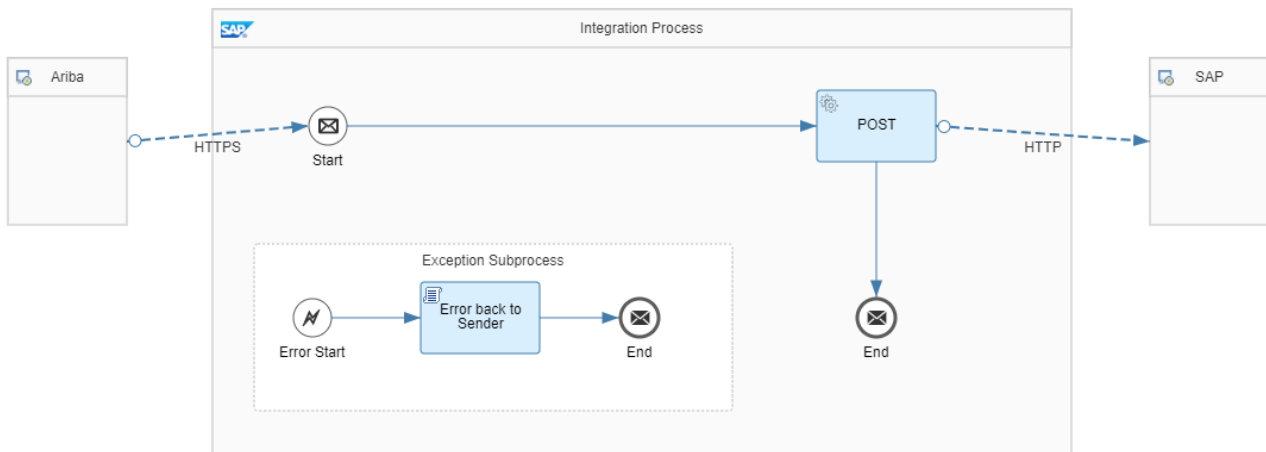 SAP
Integration Process
Ariba
SAP
POST
HTTPS
HTTP
Start
Exception Subprocess
Error back to
Sender
Error Start
End
End